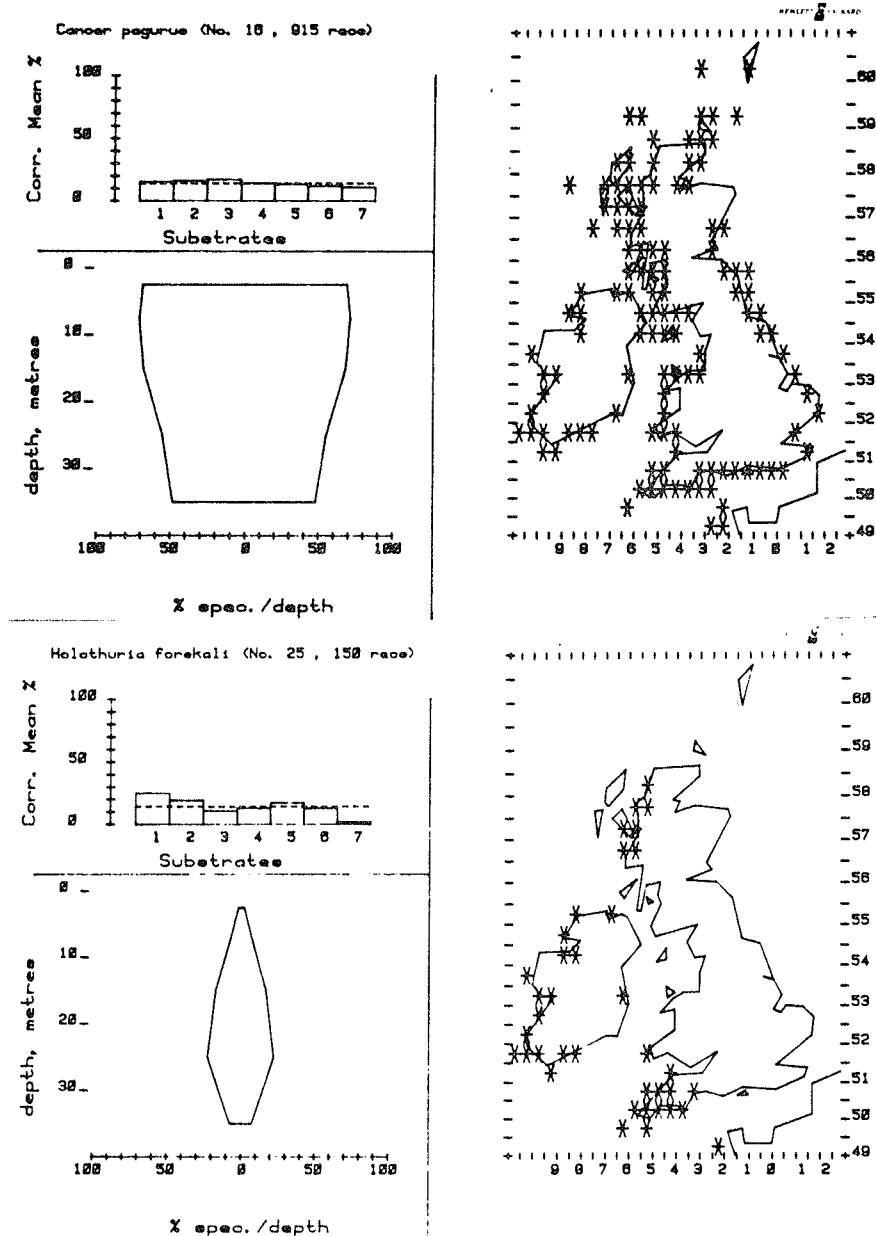 HEWLETT PACKARD
Cancer pagurus (No. 16 , 915 recs)
Corr. Mean %
100
50
0
1 2 3 4 5 6 7
Substrates
depth, metres
0
10
20
30
100 50 0 50 100
% spec./depth
60
59
58
57
56
55
54
53
52
51
50
49
9 8 7 6 5 4 3 2 1 0 1 2
Holothuria forskali (No. 25 , 150 recs)
Corr. Mean %
100
50
0
1 2 3 4 5 6 7
Substrates
depth, metres
0
10
20
30
100 50 0 50 100
% spec./depth
60
59
58
57
56
55
54
53
52
51
50
49
9 8 7 6 5 4 3 2 1 0 1 2